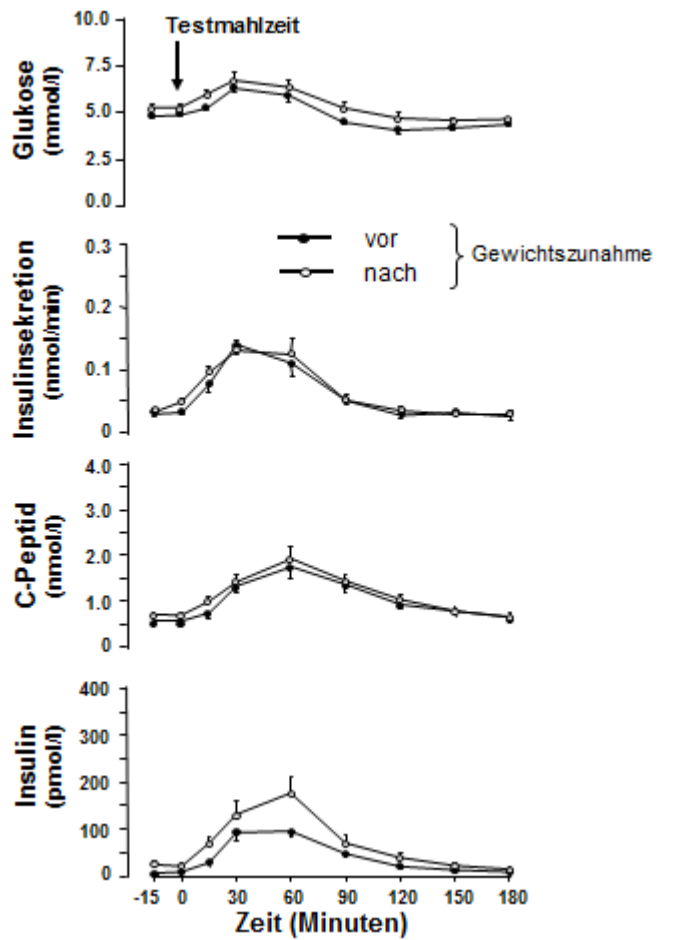 10.0
Testmahlzeit
7.5
5.0
2.5
0.0
Glukose
(mmol/l)
vor
nach
Gewichtszunahme
0.3
0.2
0.1
0
Insulinsekretion
(nmol/min)
4.0
3.0
2.0
1.0
0
C-Peptid
(nmol/l)
400
300
200
100
0
Insulin
(pmol/l)
-15 0 30 60 90 120 150 180
Zeit (Minuten)